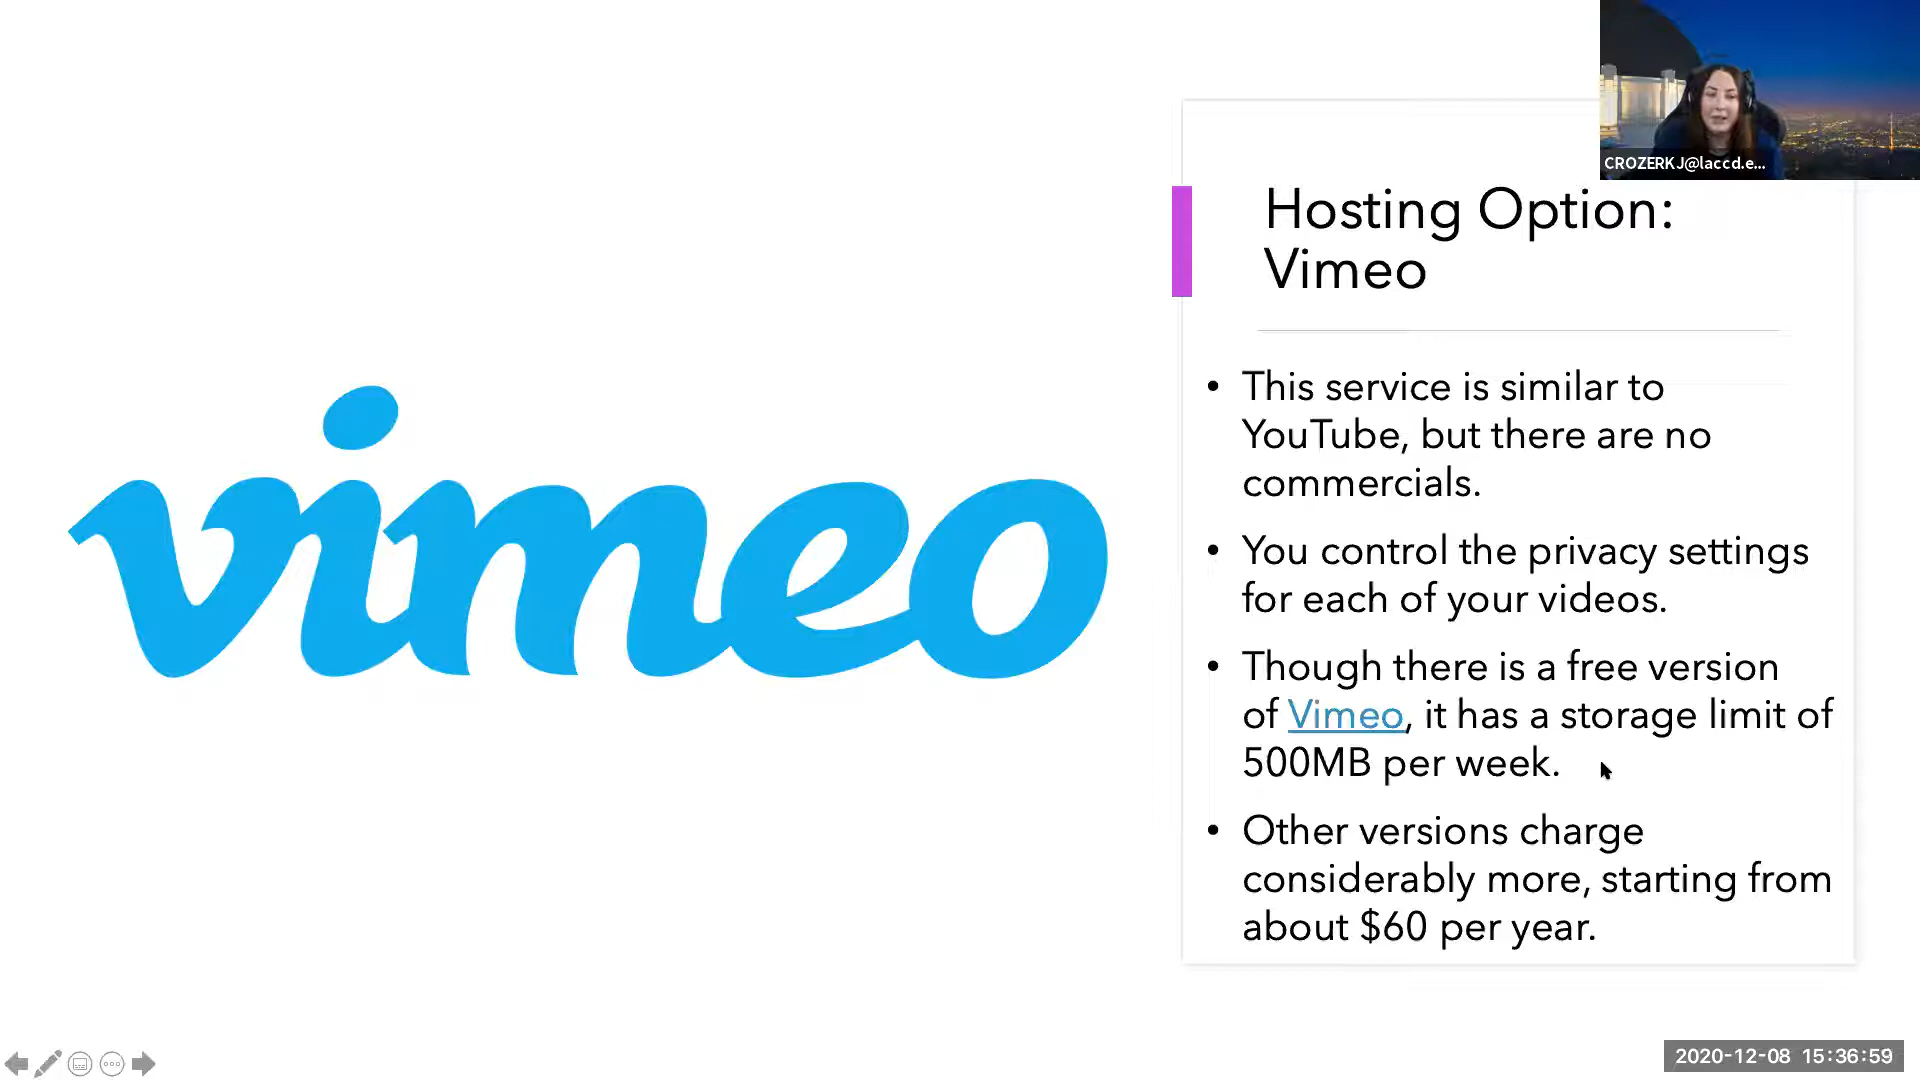 CROZERKJ@laccd.e...
Hosting Option:
Vimeo
vimeo
• This service is similar to
YouTube, but there are no
commercials.
• You control the privacy settings
for each of your videos.
• Though there is a free version
of Vimeo, it has a storage limit of
500MB per week.
• Other versions charge
considerably more, starting from
about $60 per year.
2020-12-08 15:36:59